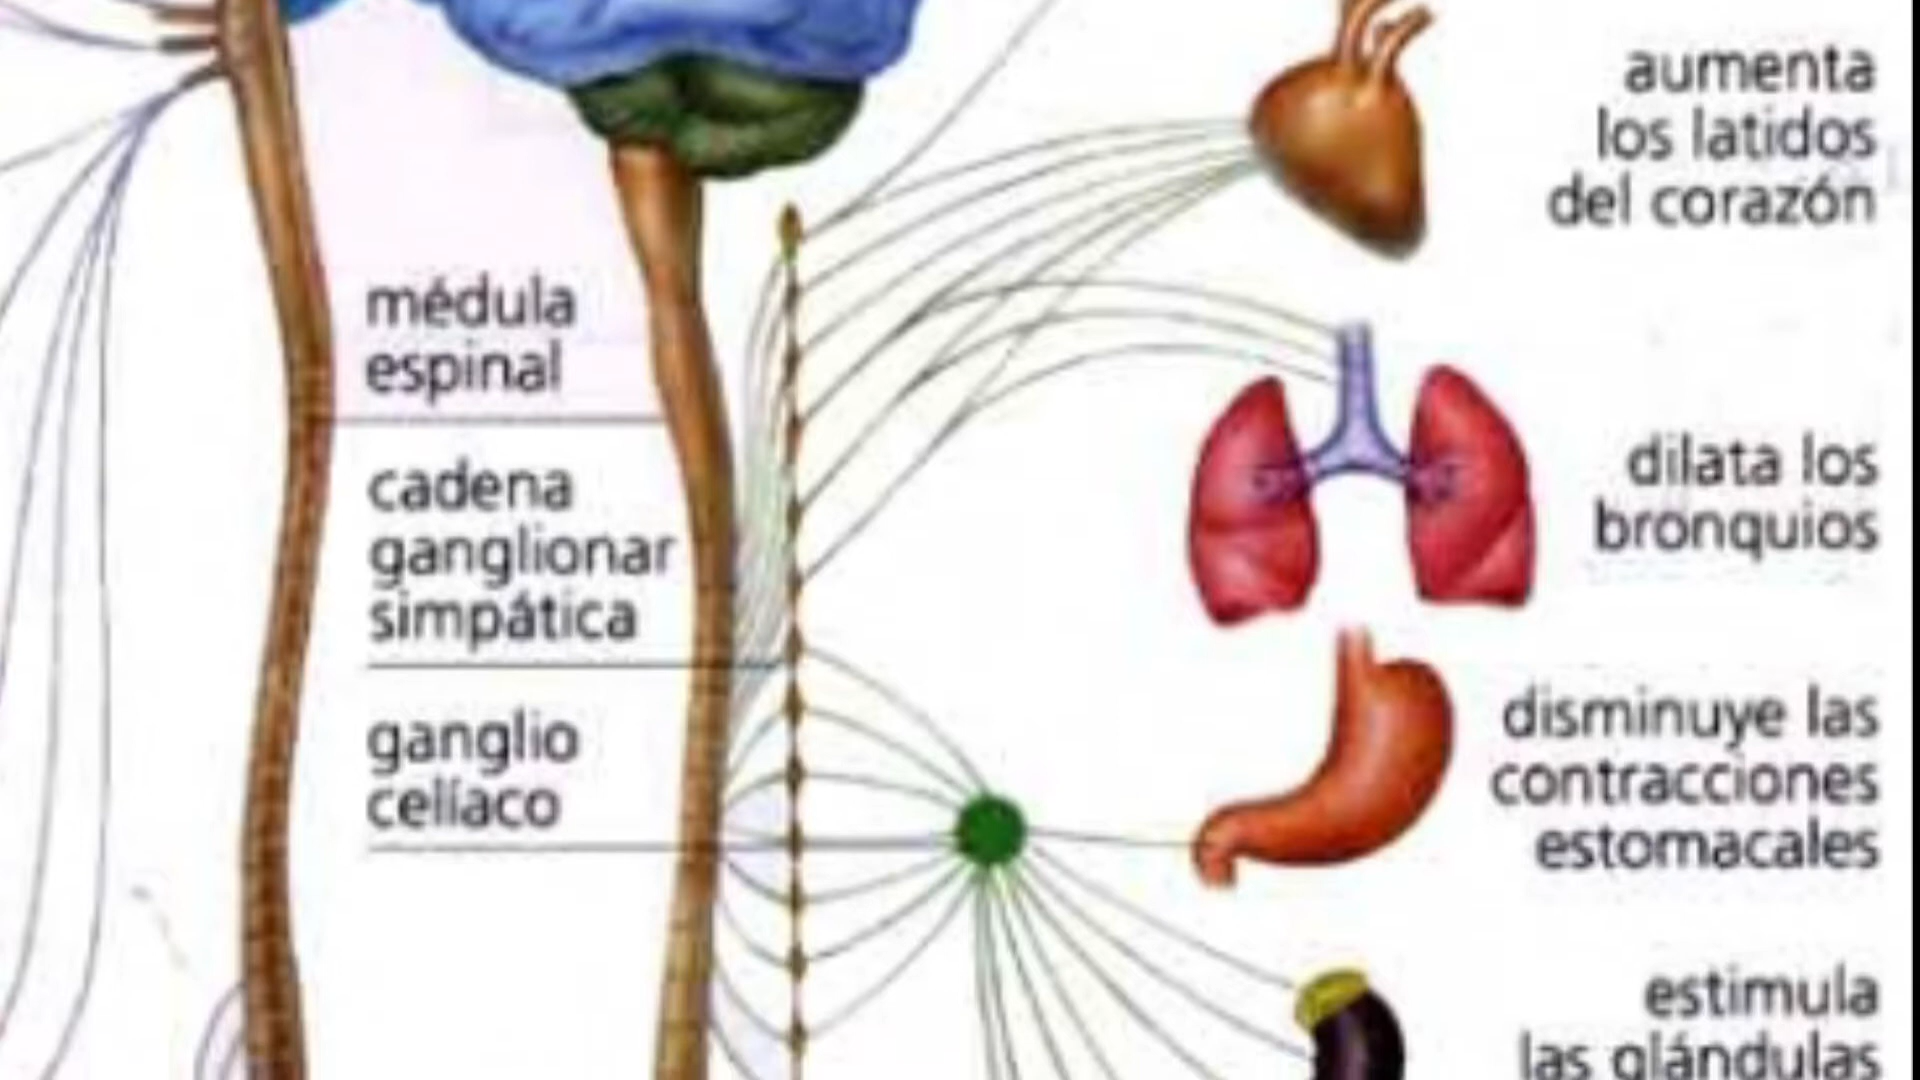 aumenta
los latidos
del corazón
médula
espinal
cadena
ganglionar
simpática
dilata los
bronquios
ganglio
celíaco
disminuye las
contracciones
estomacales
estimula
las glándulas